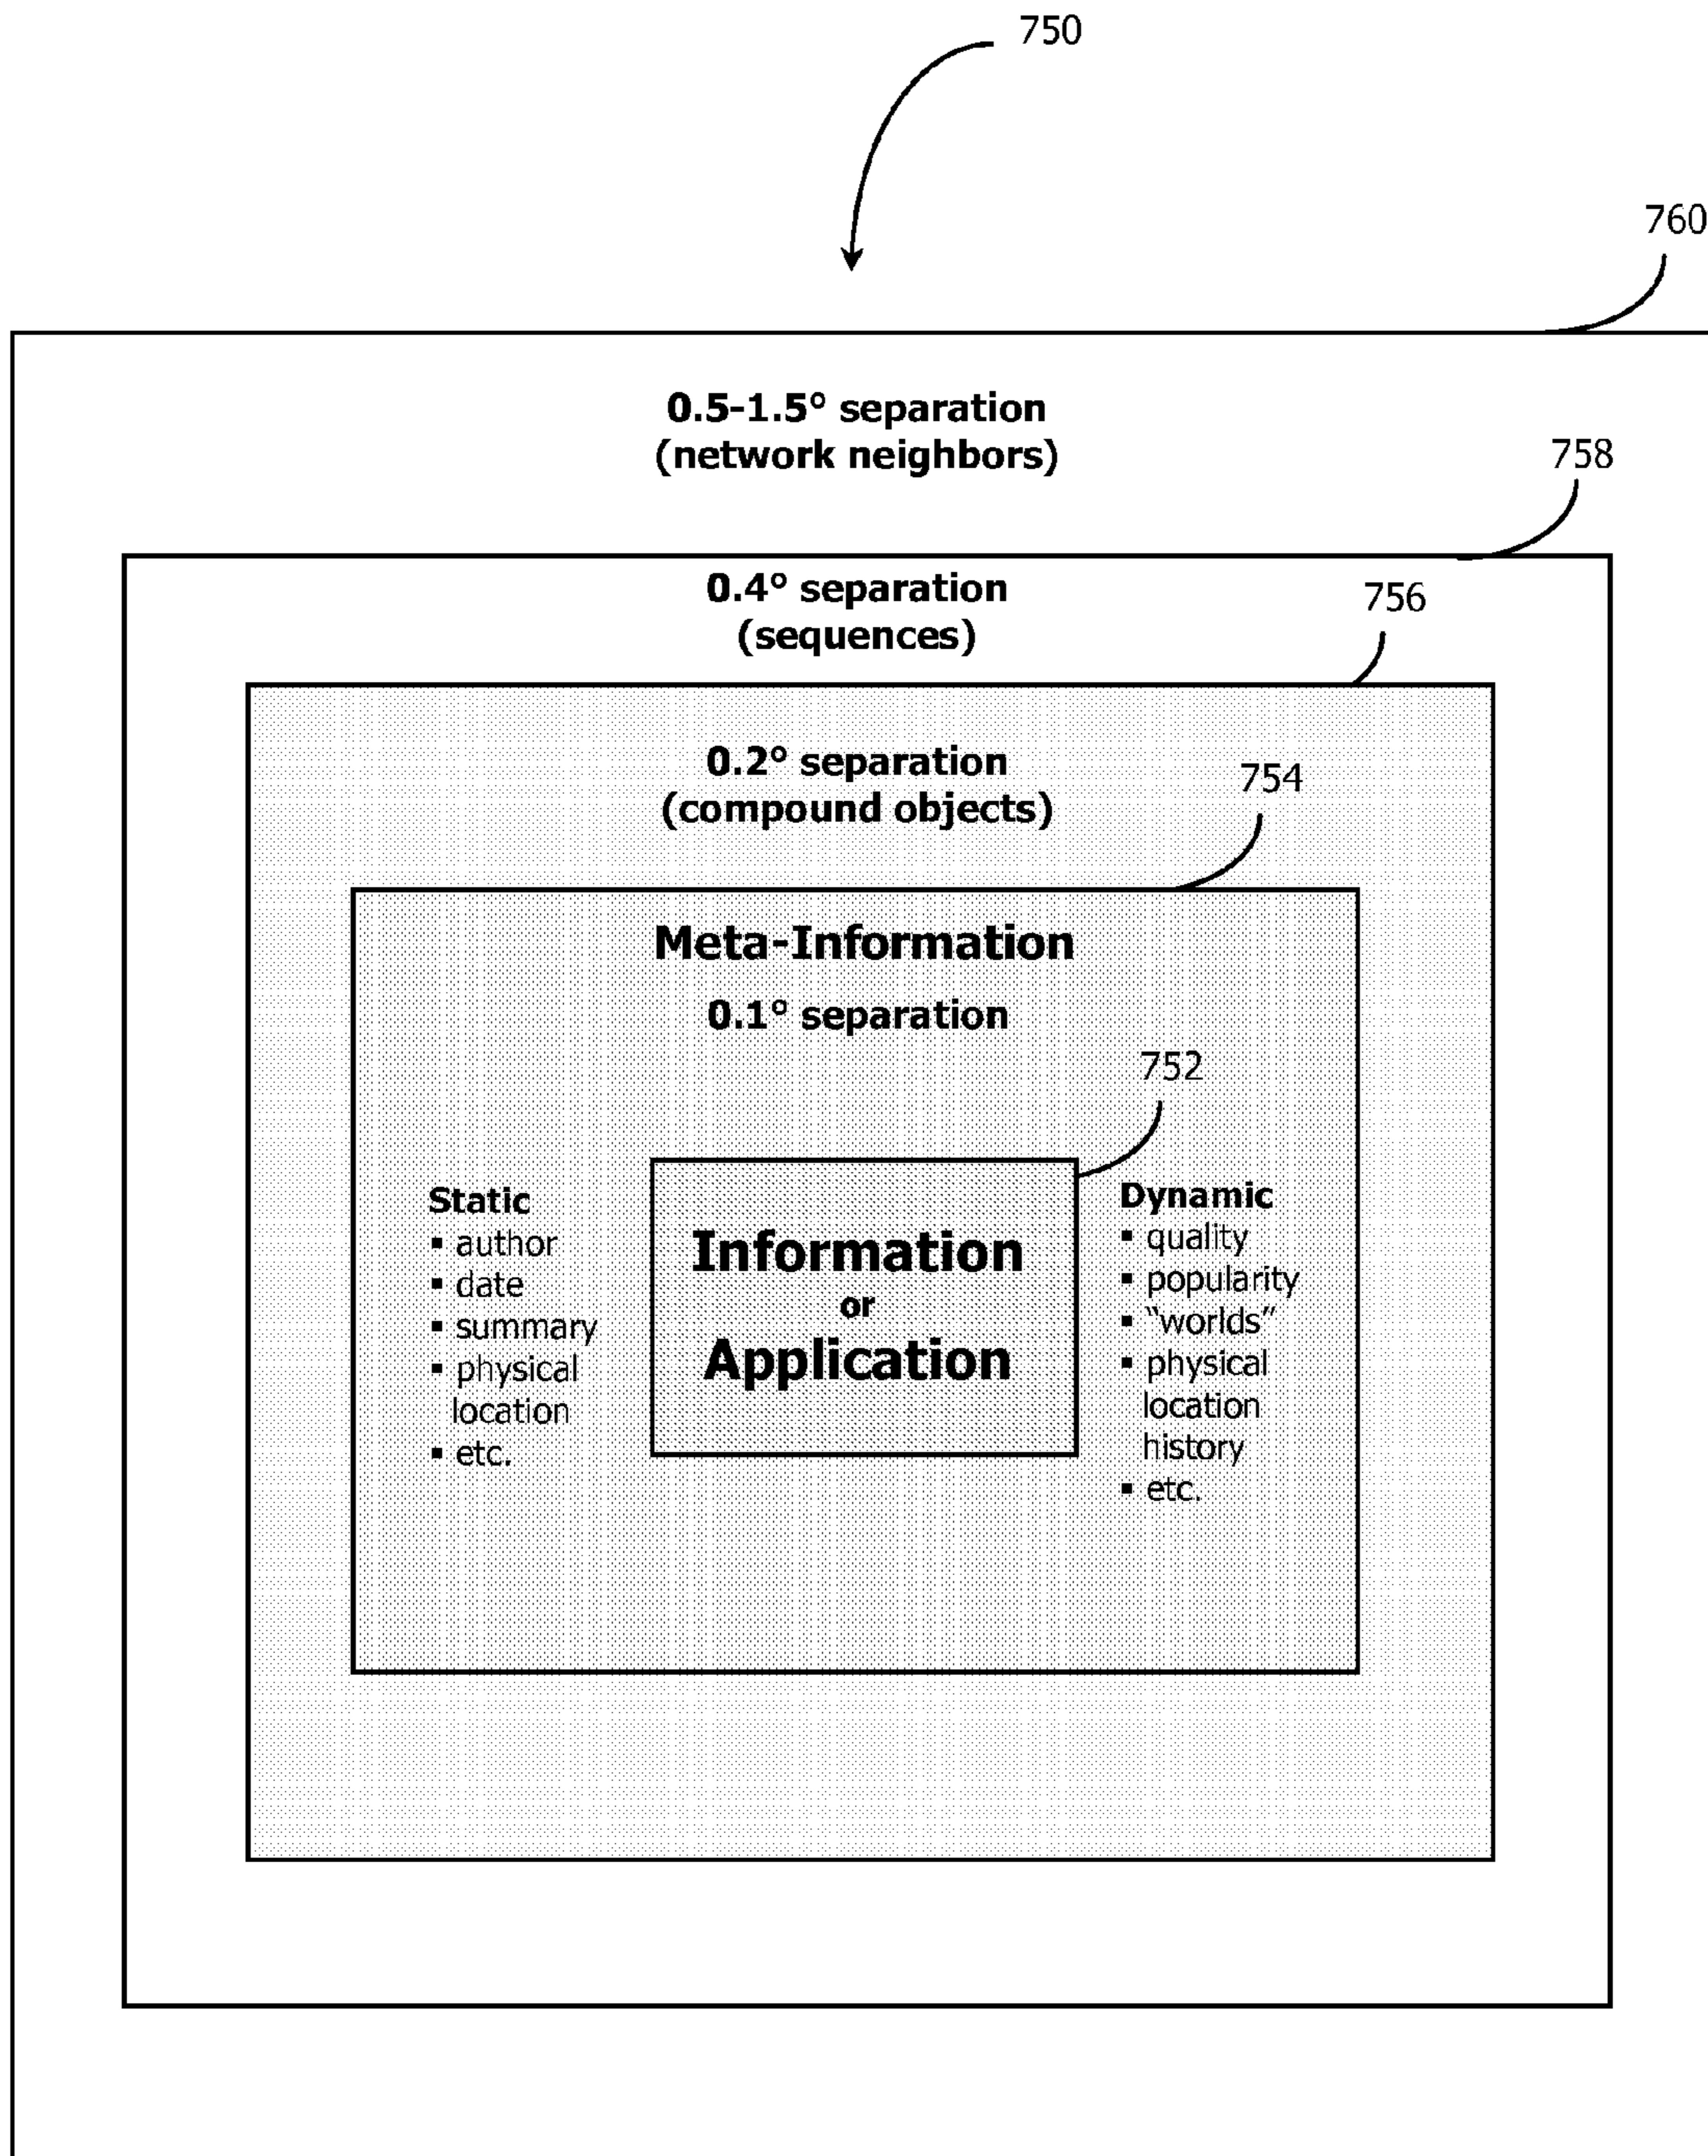 750
760
0.5-1.5° separation
(network neighbors)
758
0.4° separation
(sequences)
756
0.2° separation
(compound objects)
754
Meta-Information
0.1° separation
752
Static
▪ author
▪ date
▪ summary
▪ physical
location
▪ etc.
Information
or
Application
Dynamic
▪ quality
▪ popularity
▪ “worlds”
▪ physical
location
history
▪ etc.